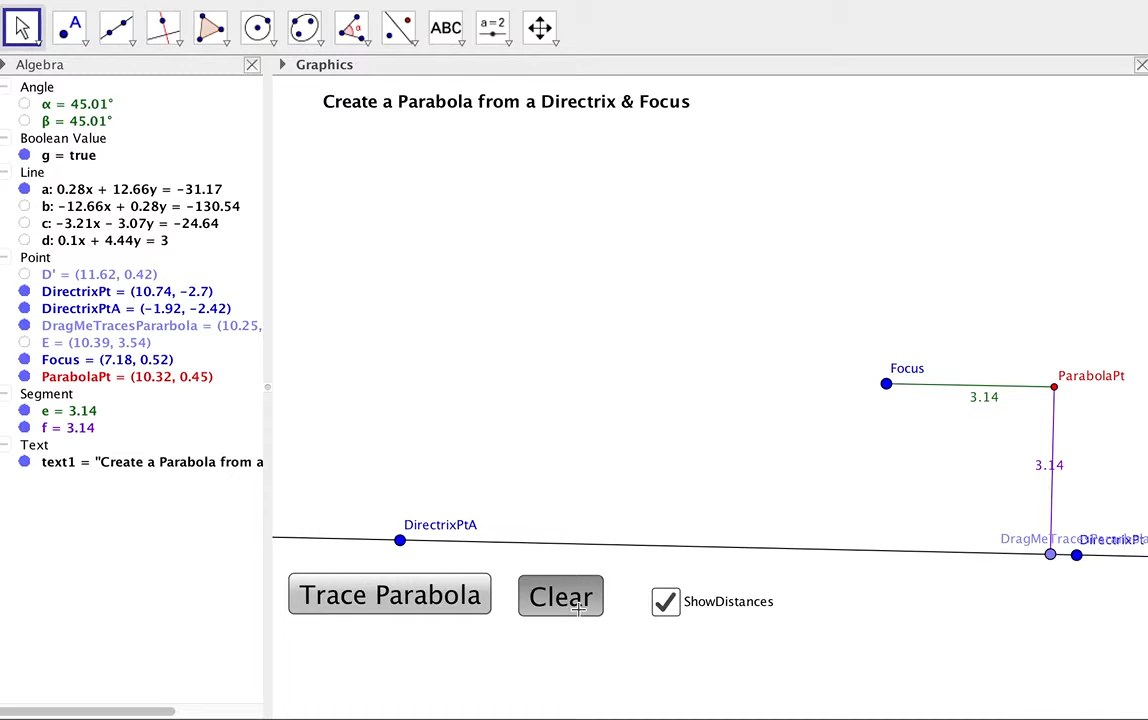 A
α
ABC
a=2
Algebra
Graphics
Angle
α = 45.01°
β = 45.01°
Boolean Value
g = true
Line
a: 0.28x + 12.66y = −31.17
b: −12.66x + 0.28y = −130.54
c: −3.21x − 3.07y = −24.64
d: 0.1x + 4.44y = 3
Point
D' = (11.62, 0.42)
DirectrixPt = (10.74, −2.7)
DirectrixPtA = (−1.92, −2.42)
DragMeTracesPararbola = (10.25,
E = (10.39, 3.54)
Focus = (7.18, 0.52)
ParabolaPt = (10.32, 0.45)
Segment
e = 3.14
f = 3.14
Text
text1 = "Create a Parabola from a
Create a Parabola from a Directrix & Focus
Focus
ParabolaPt
3.14
3.14
DirectrixPtA
DirectrixPt
Trace Parabola
Clear
ShowDistances